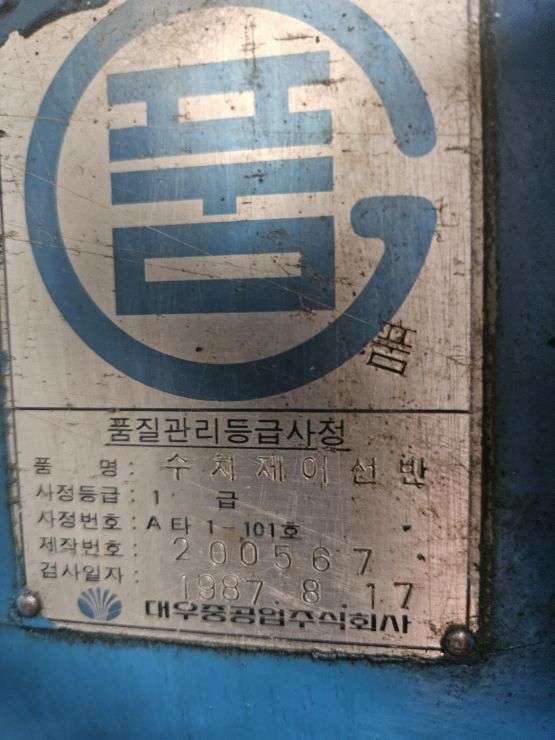 품
품
품질관리등급사정
품 명: 수치제어선반
사정등급: 1 급
사정번호: A타 1-101호
제작번호: 200567
검사일자: 1987. 8. 17
대우중공업주식회사